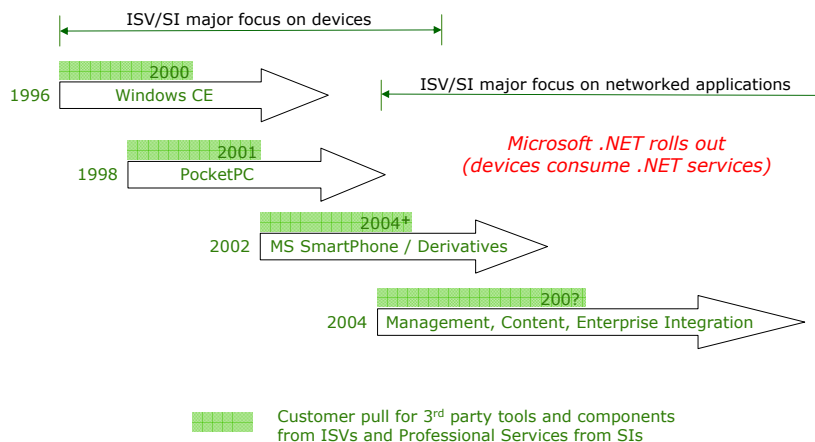 ISV/SI major focus on devices
2000
1996
Windows CE
ISV/SI major focus on networked applications
Microsoft .NET rolls out
(devices consume .NET services)
2001
1998
PocketPC
2004+
2002
MS SmartPhone / Derivatives
200?
2004
Management, Content, Enterprise Integration
Customer pull for 3rd party tools and components
from ISVs and Professional Services from SIs